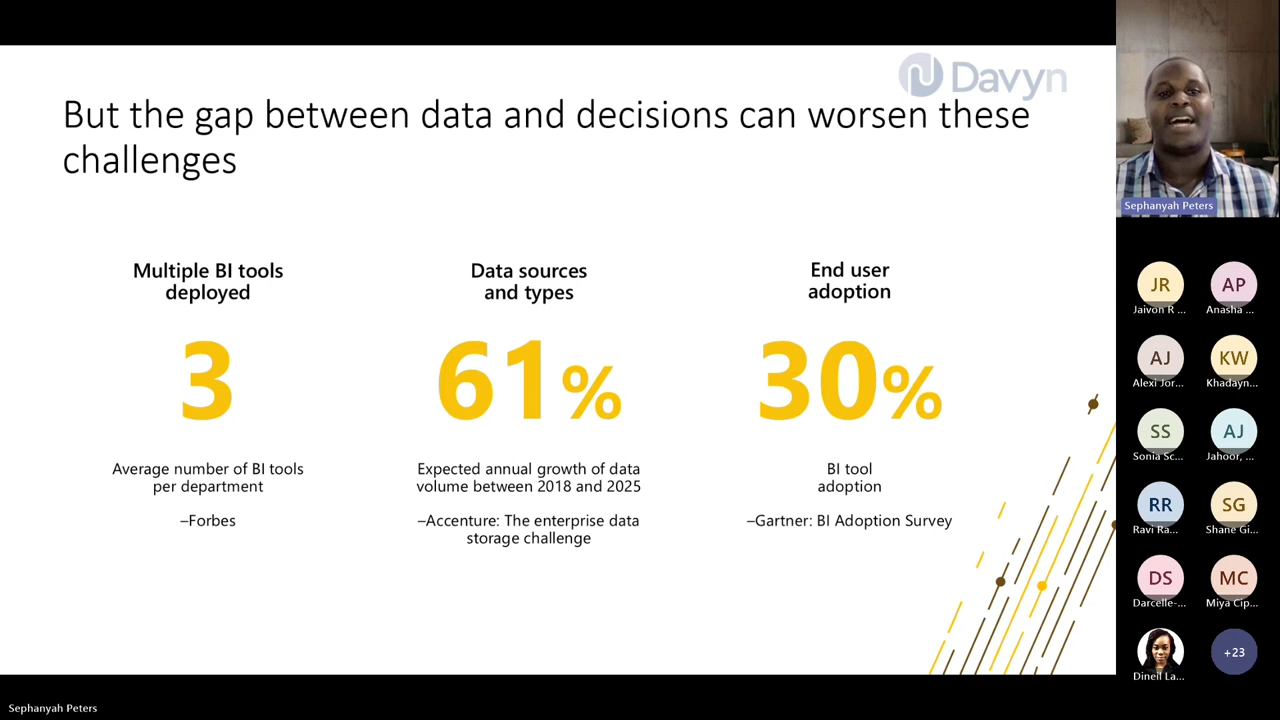 Davyn
But the gap between data and decisions can worsen these
challenges
Multiple BI tools
deployed
3
Average number of BI tools
per department
–Forbes
Data sources
and types
61%
Expected annual growth of data
volume between 2018 and 2025
–Accenture: The enterprise data
storage challenge
End user
adoption
30%
BI tool
adoption
–Gartner: BI Adoption Survey
Sephanyah Peters
JR
Jaivon R ...
AP
Anasha ...
AJ
Alexi Jor...
KW
Khadayn...
SS
Sonia Sc...
AJ
Jahoor, ...
RR
Ravi Ra...
SG
Shane Gi...
DS
Darcelle-...
MC
Miya Cip...
Dineil La...
+23
Sephanyah Peters